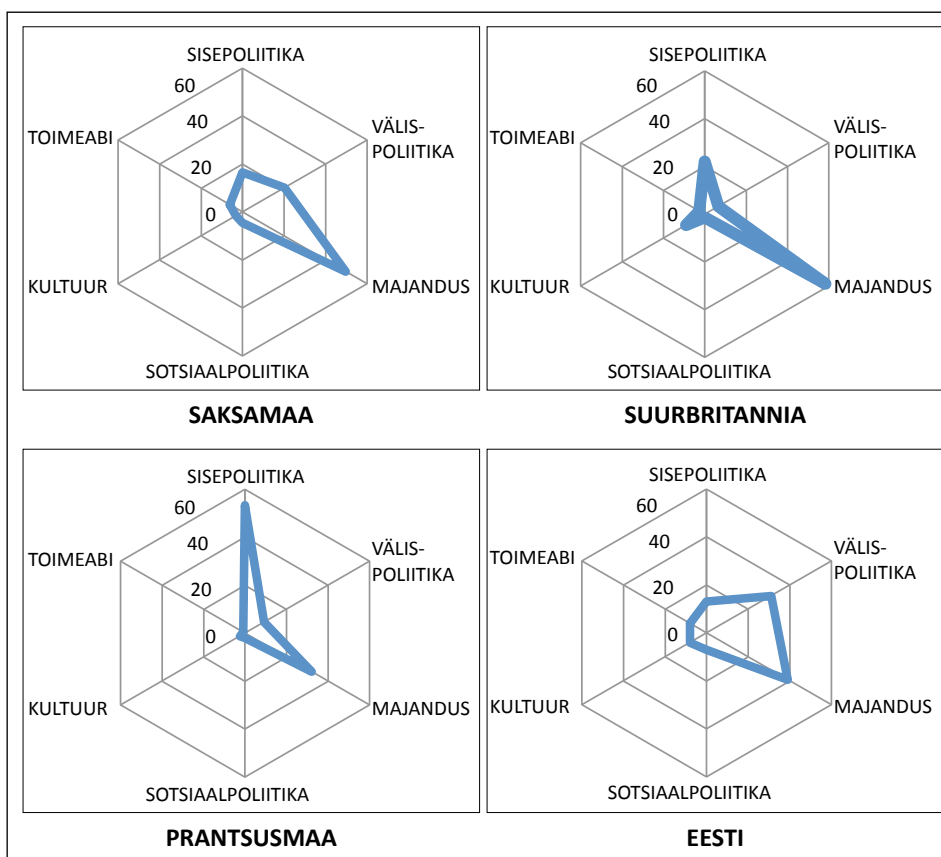 SISEPOLIITIKA
60
40
20
0
VÄLIS-
POLIITIKA
MAJANDUS
SOTSIAALPOLIITIKA
KULTUUR
TOIMEABI
SAKSAMAA
SISEPOLIITIKA
60
40
20
0
VÄLIS-
POLIITIKA
MAJANDUS
SOTSIAALPOLIITIKA
KULTUUR
TOIMEABI
SUURBRITANNIA
SISEPOLIITIKA
60
40
20
0
VÄLIS-
POLIITIKA
MAJANDUS
SOTSIAALPOLIITIKA
KULTUUR
TOIMEABI
PRANTSUSMAA
SISEPOLIITIKA
60
40
20
0
VÄLIS-
POLIITIKA
MAJANDUS
SOTSIAALPOLIITIKA
KULTUUR
TOIMEABI
EESTI